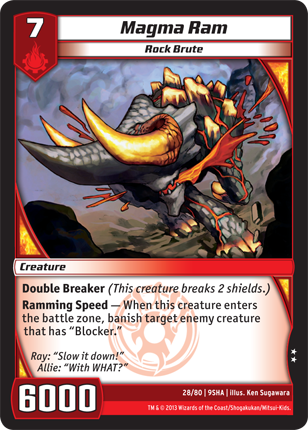 7
Magma Ram
Rock Brute
Creature
Double Breaker (This creature breaks 2 shields.)
Ramming Speed — When this creature enters
the battle zone, banish target enemy creature
that has “Blocker.”
Ray: “Slow it down!”
Allie: “With WHAT?”
6000
28/80 | 9SHA | illus. Ken Sugawara
TM & © 2013 Wizards of the Coast/Shogakukan/Mitsui-Kids.